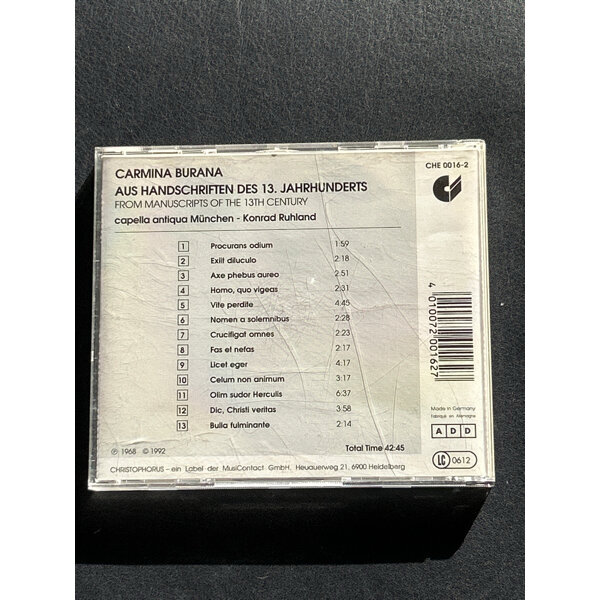 CARMINA BURANA
CHE 0016-2
AUS HANDSCHRIFTEN DES 13. JAHRHUNDERTS
FROM MANUSCRIPTS OF THE 13TH CENTURY
capella antiqua München - Konrad Ruhland
1 Procurans odium 1:59
2 Exiit diluculo 2:18
3 Axe phebus aureo 2:51
4 Homo, quo vigeas 2:31
5 Vite perdite 4:45
6 Nomen a solemnibus 2:28
7 Crucifigat omnes 2:23
8 Fas et nefas 2:17
9 Licet eger 4:17
10 Celum non animum 3:17
11 Olim sudor Herculis 6:37
12 Dic, Christi veritas 3:58
13 Bulla fulminante 2:14
4 010072 001627
Made in Germany
Fabriqué en Allemagne
A D D
℗ 1968 © 1992
Total Time 42:45
CHRISTOPHORUS – ein Label der MusiContact GmbH, Heuauerweg 21, 6900 Heidelberg
LC 0612